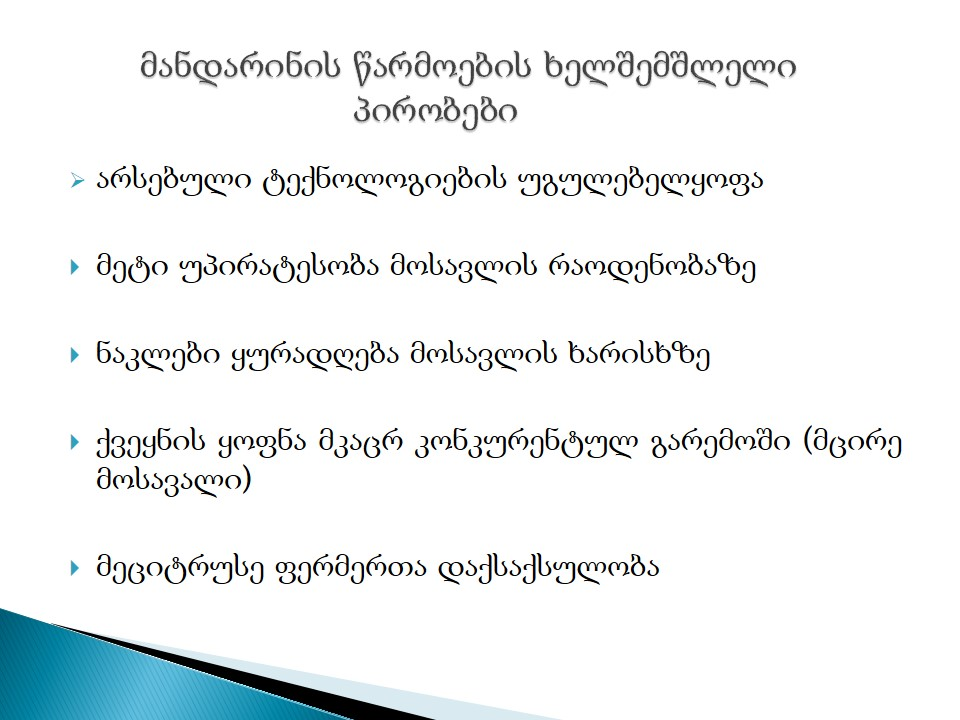 მანდარინის წარმოების ხელშემშლელი
პირობები
არსებული ტექნოლოგიების უგულებელყოფა
მეტი უპირატესობა მოსავლის რაოდენობაზე
ნაკლები ყურადღება მოსავლის ხარისხზე
ქვეყნის ყოფნა მკაცრ კონკურენტულ გარემოში (მცირე
მოსავალი)
მეციტრუსე ფერმერთა დაქსაქსულობა